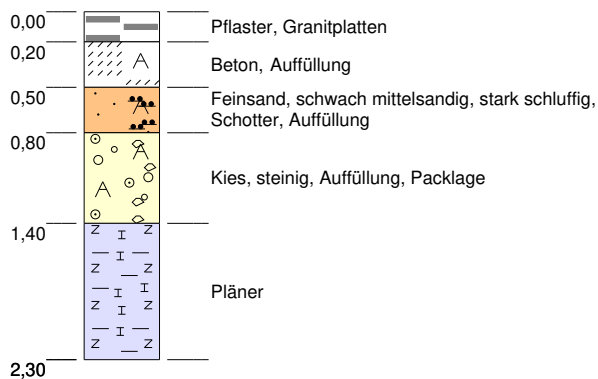 0,00
Pflaster, Granitplatten
0,20
Beton, Auffüllung
0,50
Feinsand, schwach mittelsandig, stark schluffig,
Schotter, Auffüllung
0,80
Kies, steinig, Auffüllung, Packlage
1,40
Pläner
2,30